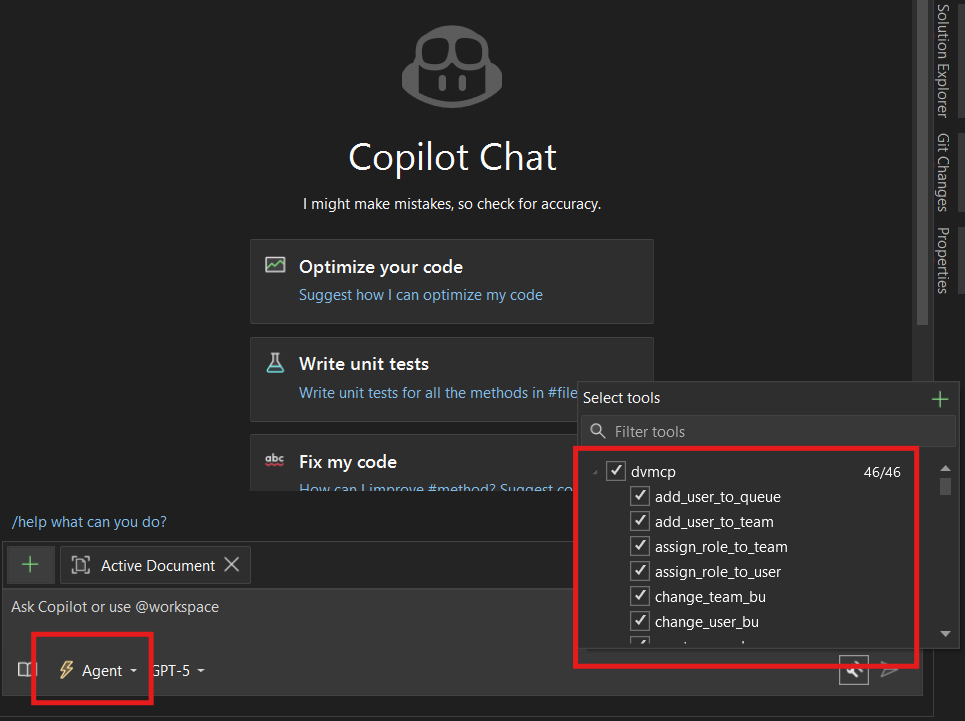 Copilot Chat
I might make mistakes, so check for accuracy.
Optimize your code
Suggest how I can optimize my code
Write unit tests
Write unit tests for all the methods in #file
abc
Fix my code
How can I improve #method? Suggest
/help what can you do?
Active Document
Ask Copilot or use @workspace
Agent
GPT-5
Select tools
Filter tools
dvmcp 46/46
add_user_to_queue
add_user_to_team
assign_role_to_team
assign_role_to_user
change_team_bu
change_user_bu
Solution Explorer
Git Changes
Properties